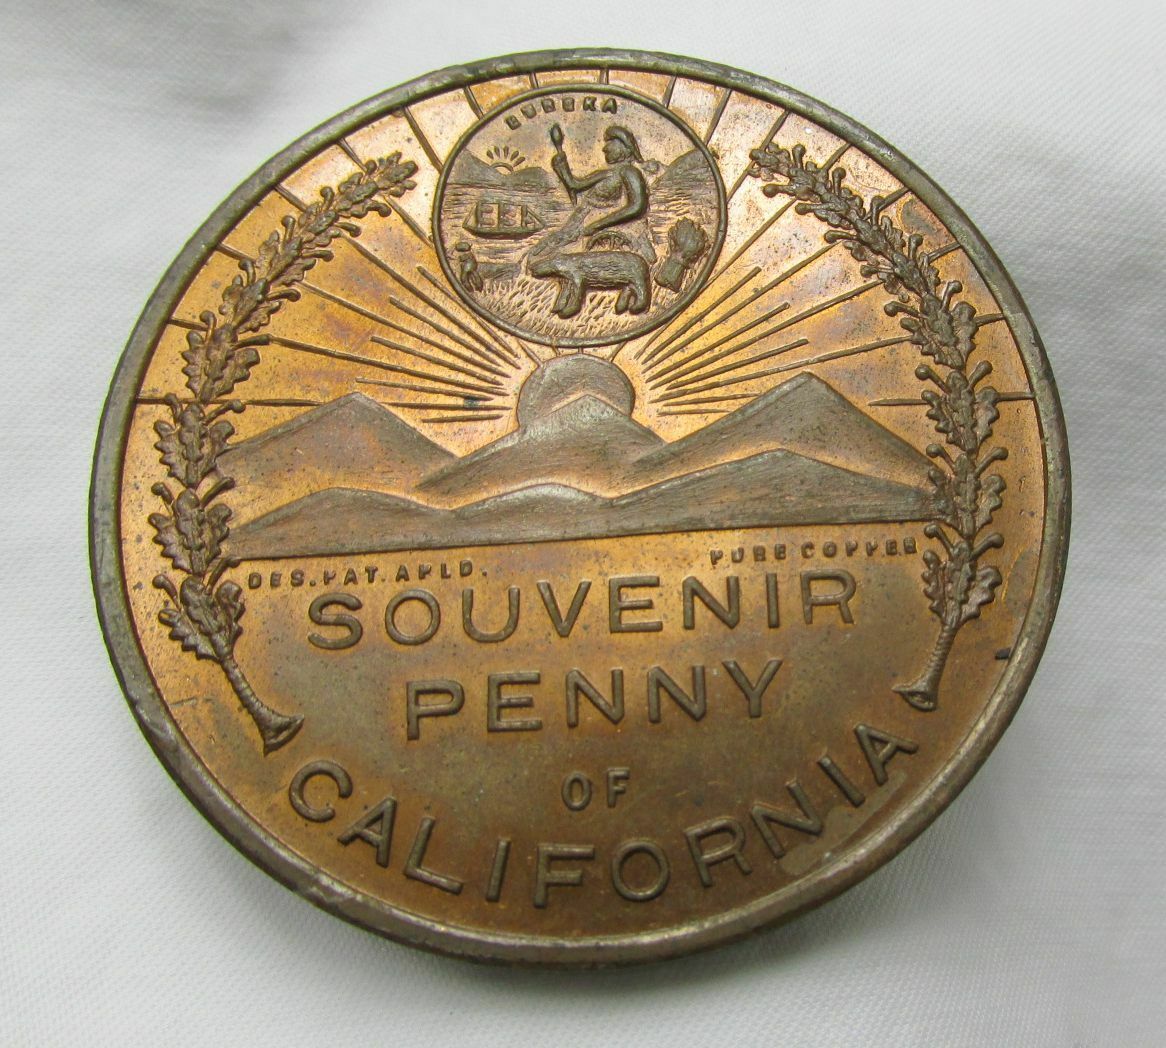 EUREKA
DES. PAT. APLD.
PURE COPPER
SOUVENIR
PENNY
OF
CALIFORNIA